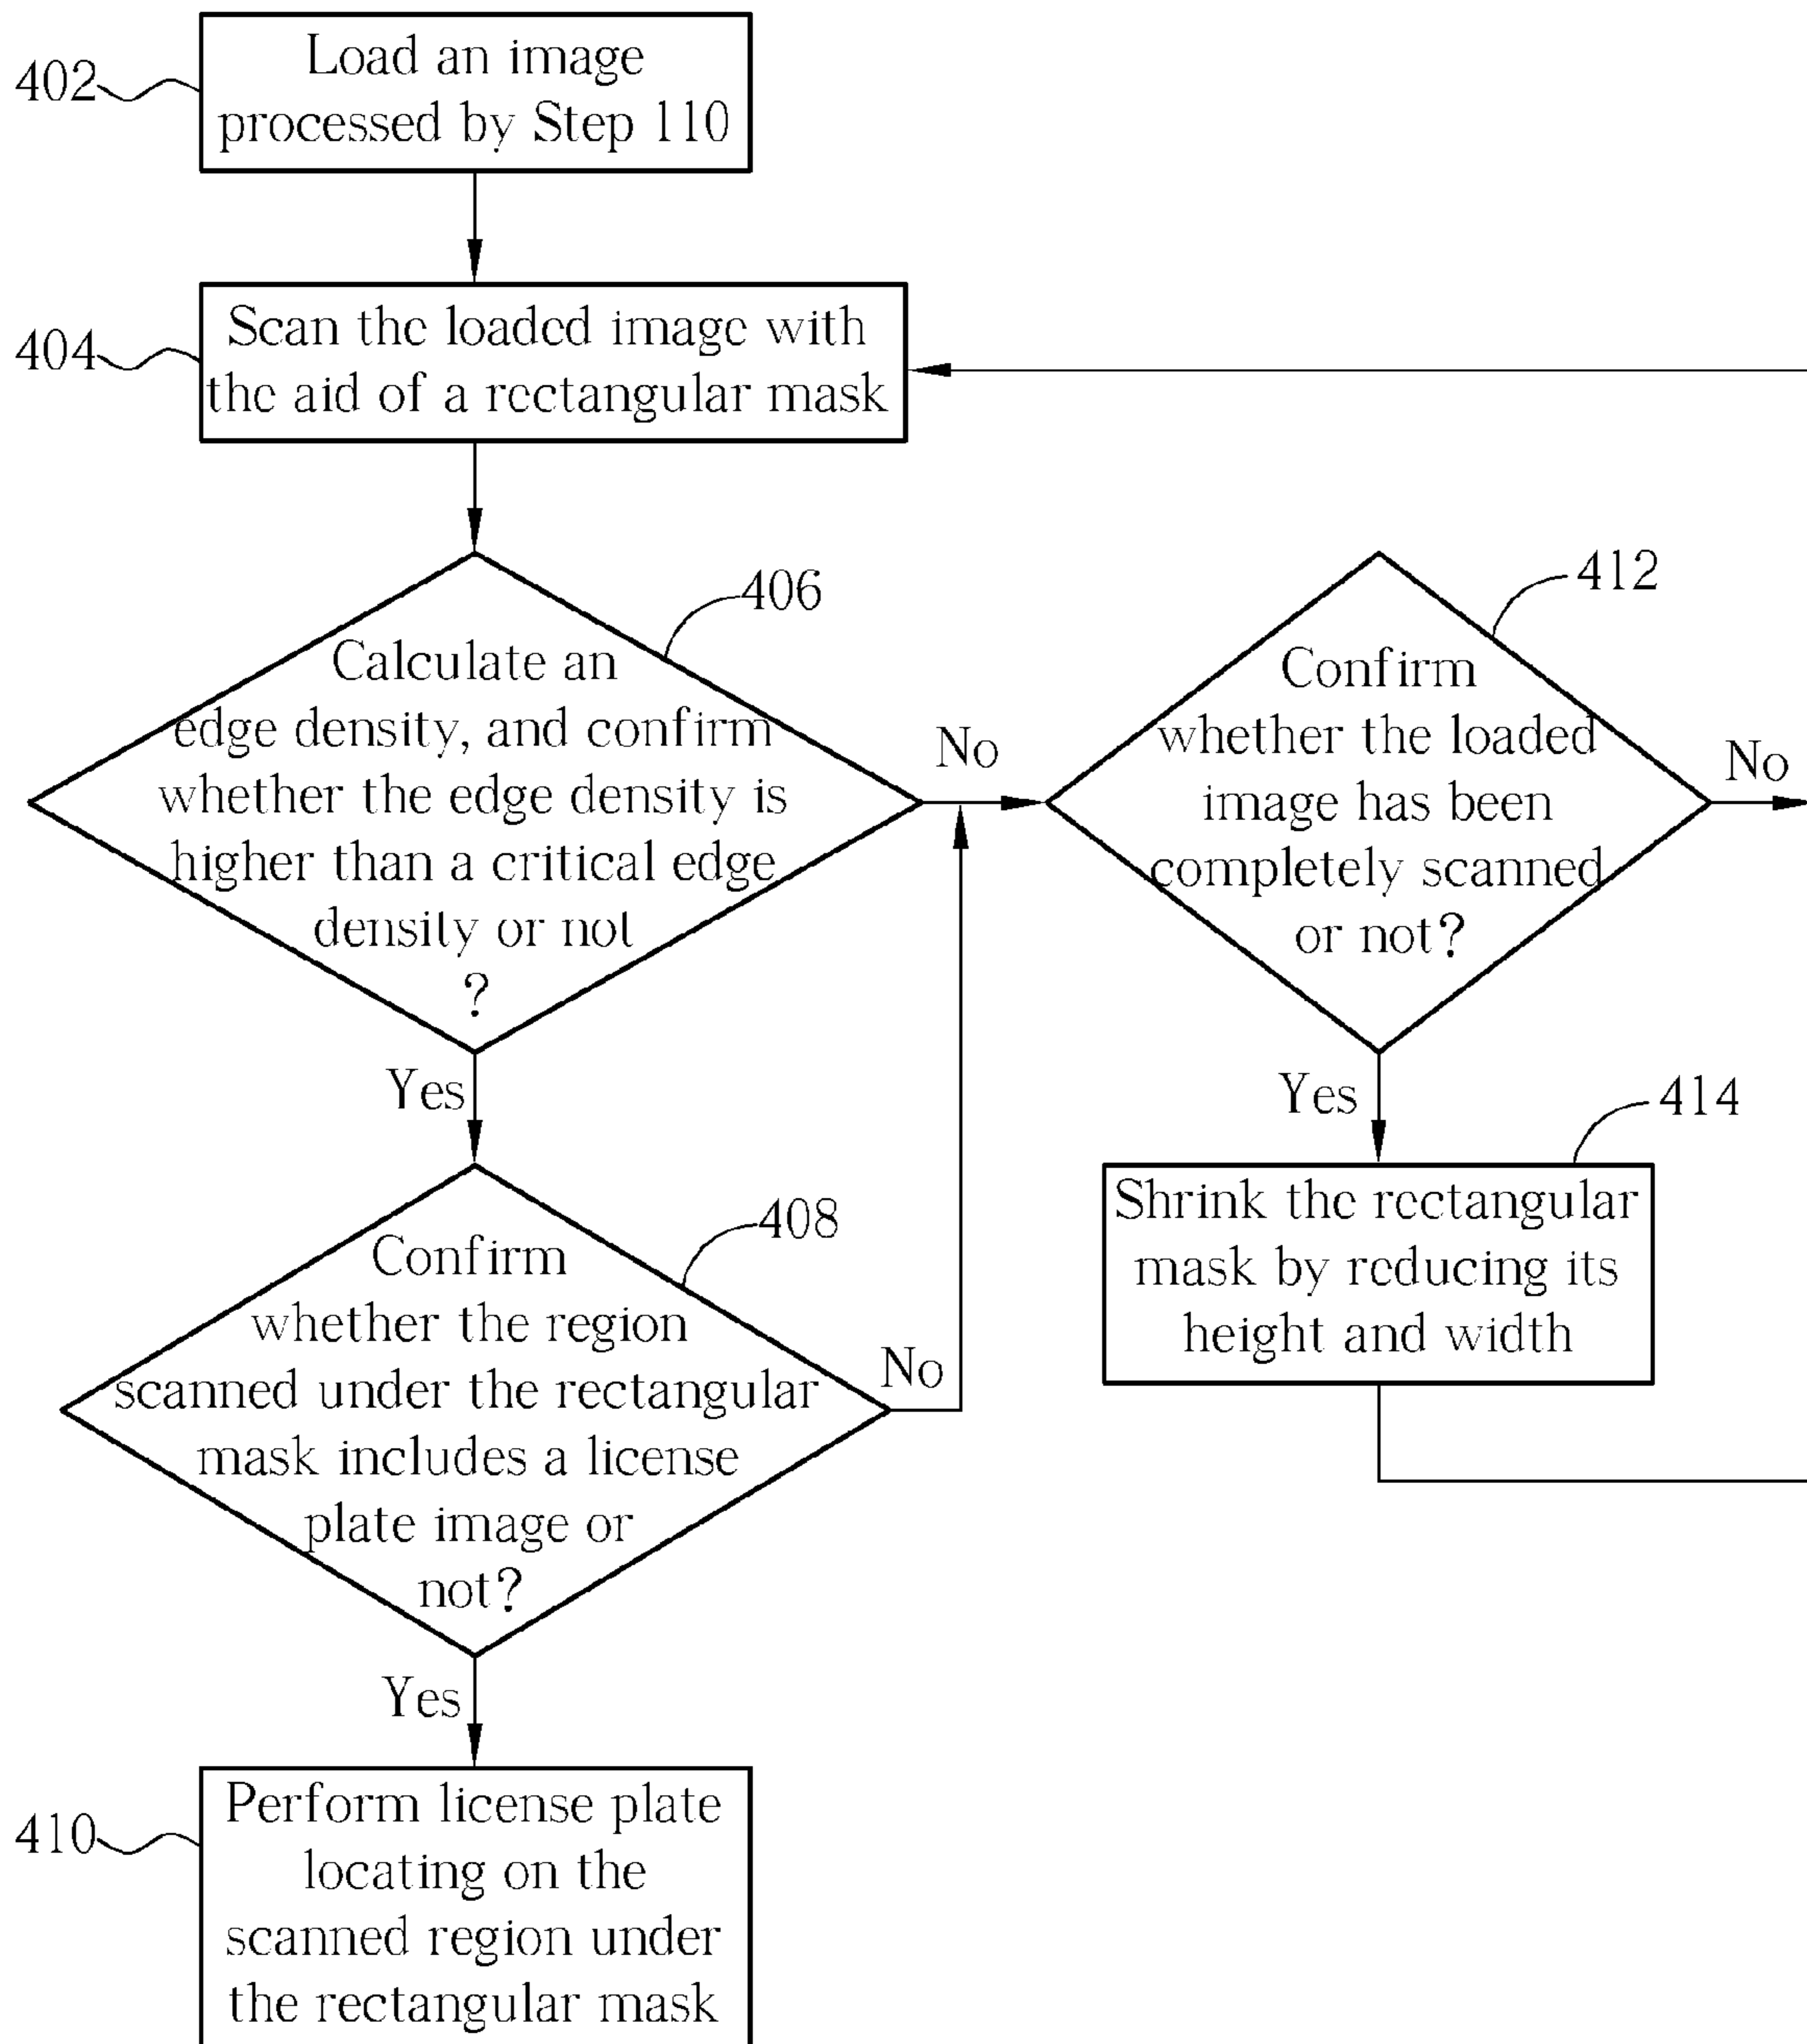 402
Load an image
processed by Step 110
404
Scan the loaded image with
the aid of a rectangular mask
406
Calculate an
edge density, and confirm
whether the edge density is
higher than a critical edge
density or not
?
No
Yes
412
Confirm
whether the loaded
image has been
completely scanned
or not?
No
Yes
414
Shrink the rectangular
mask by reducing its
height and width
408
Confirm
whether the region
scanned under the rectangular
mask includes a license
plate image or
not?
No
Yes
410
Perform license plate
locating on the
scanned region under
the rectangular mask